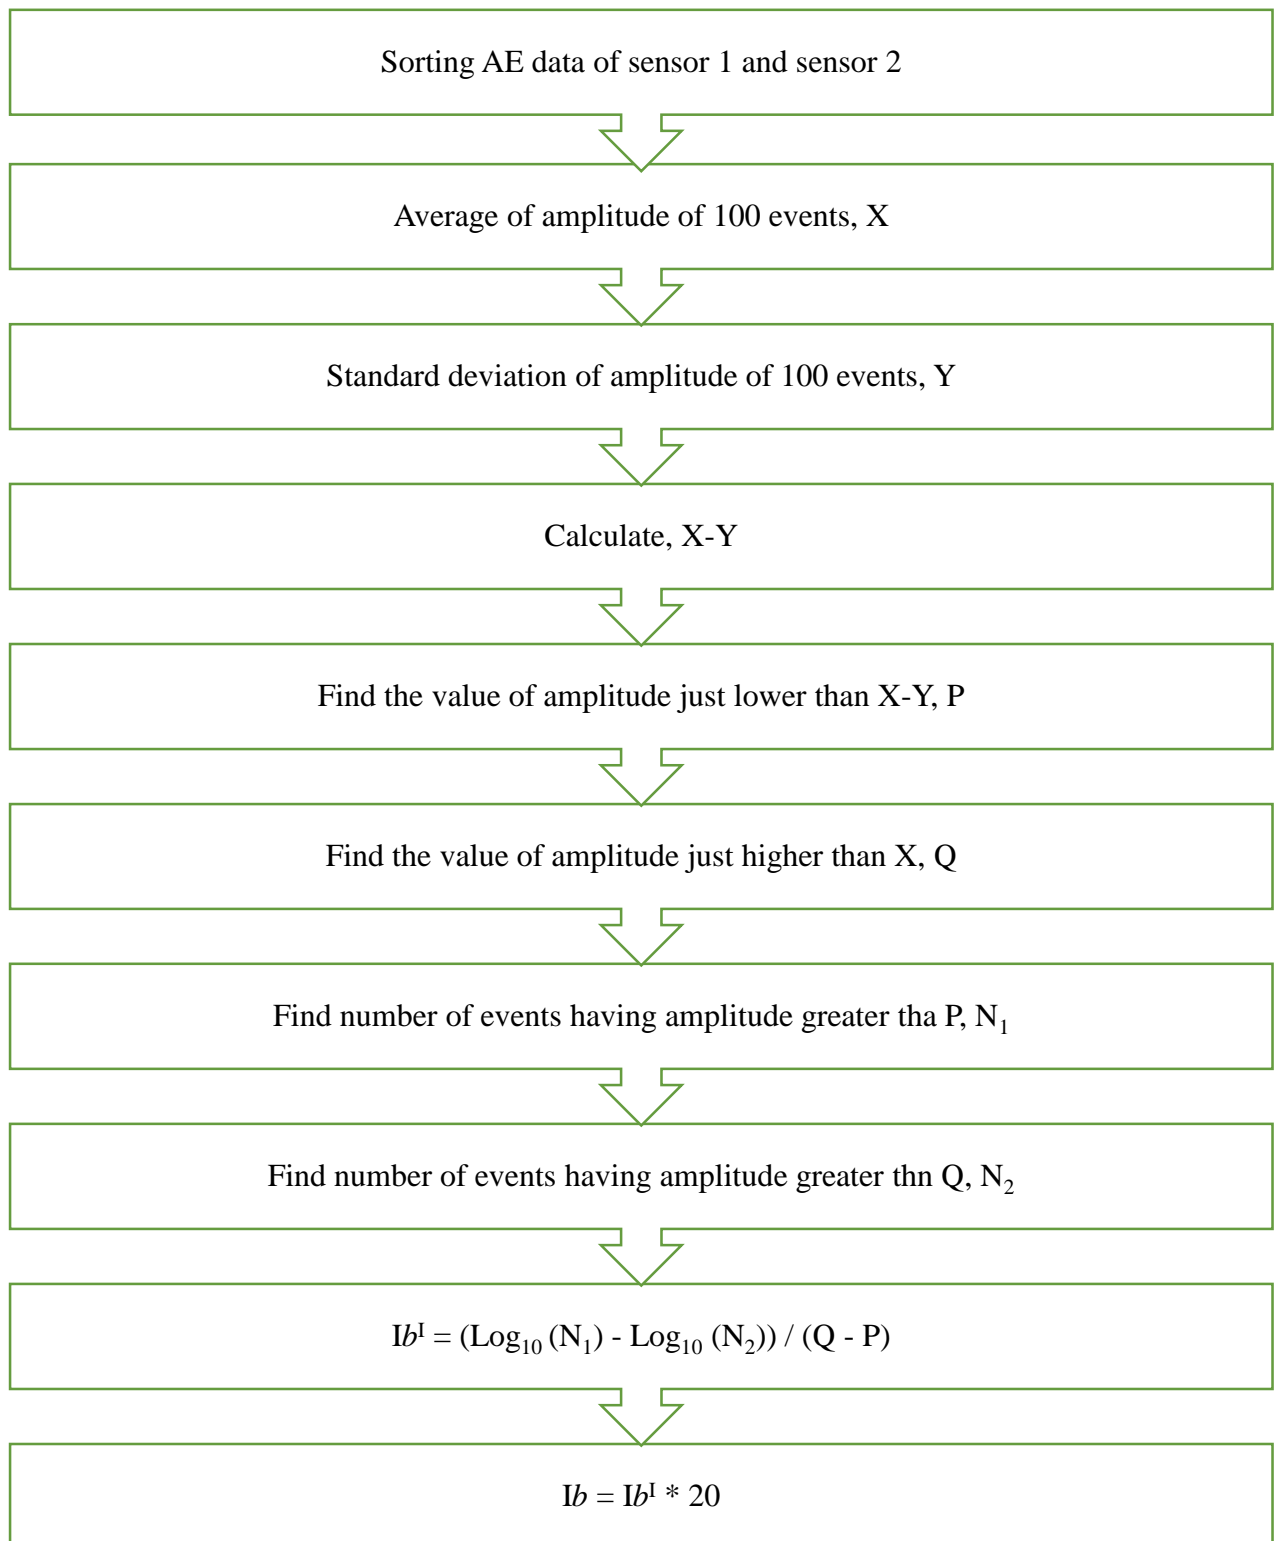 Sorting AE data of sensor 1 and sensor 2
Average of amplitude of 100 events, X
Standard deviation of amplitude of 100 events, Y
Calculate, X-Y
Find the value of amplitude just lower than X-Y, P
Find the value of amplitude just higher than X, Q
Find number of events having amplitude greater tha P, N₁
Find number of events having amplitude greater thn Q, N₂
Ibᴵ = (Log₁₀ (N₁) - Log₁₀ (N₂)) / (Q - P)
Ib = Ibᴵ * 20